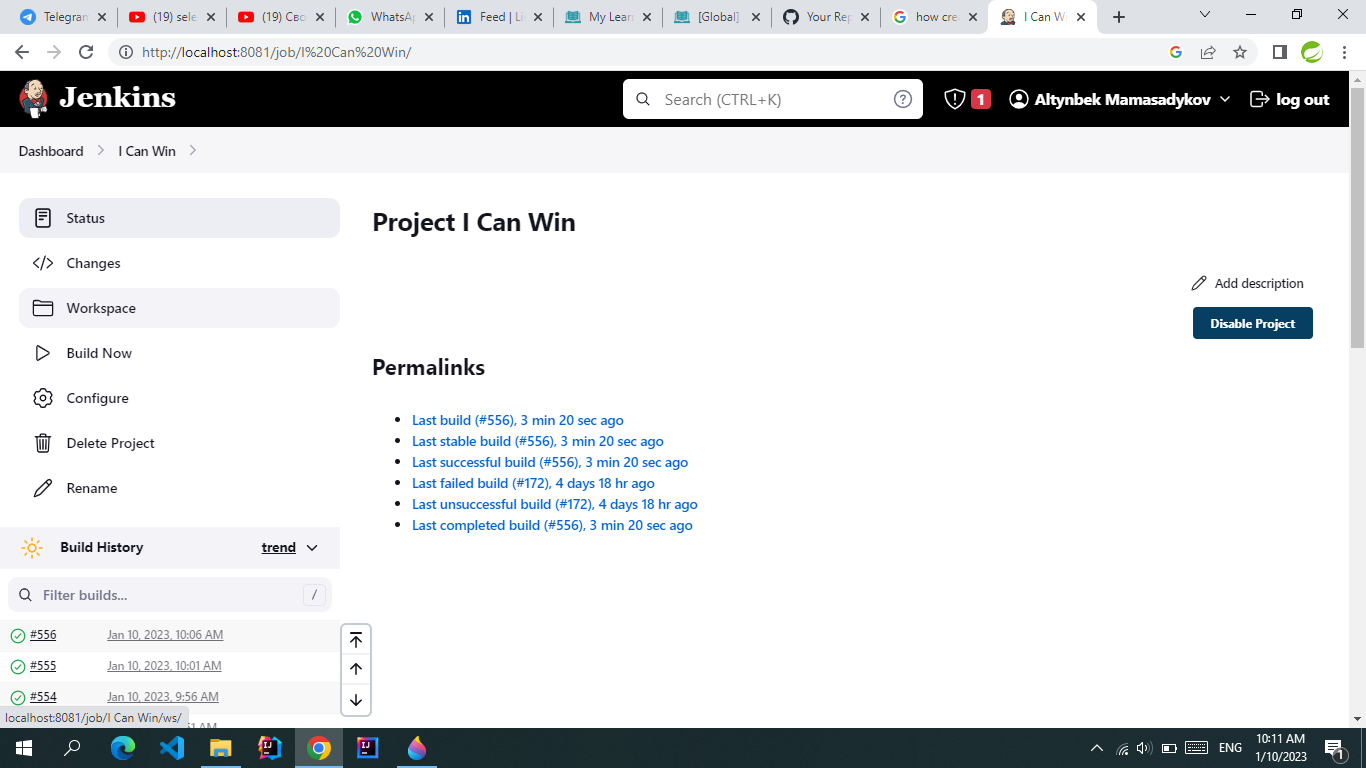 Telegram
(19) sele
(19) Сво
WhatsAp
Feed | Li
My Learn
[Global]
Your Rep
how crea
I Can Wi
http://localhost:8081/job/I%20Can%20Win/
Jenkins
Search (CTRL+K)
1
Altynbek Mamasadykov
log out
Dashboard
I Can Win
Status
Changes
Workspace
Build Now
Configure
Delete Project
Rename
Build History
trend
Filter builds...
/
#556 Jan 10, 2023, 10:06 AM
#555 Jan 10, 2023, 10:01 AM
#554 Jan 10, 2023, 9:56 AM
localhost:8081/job/I Can Win/ws/
Project I Can Win
Add description
Disable Project
Permalinks
Last build (#556), 3 min 20 sec ago
Last stable build (#556), 3 min 20 sec ago
Last successful build (#556), 3 min 20 sec ago
Last failed build (#172), 4 days 18 hr ago
Last unsuccessful build (#172), 4 days 18 hr ago
Last completed build (#556), 3 min 20 sec ago
ENG
10:11 AM
1/10/2023
1